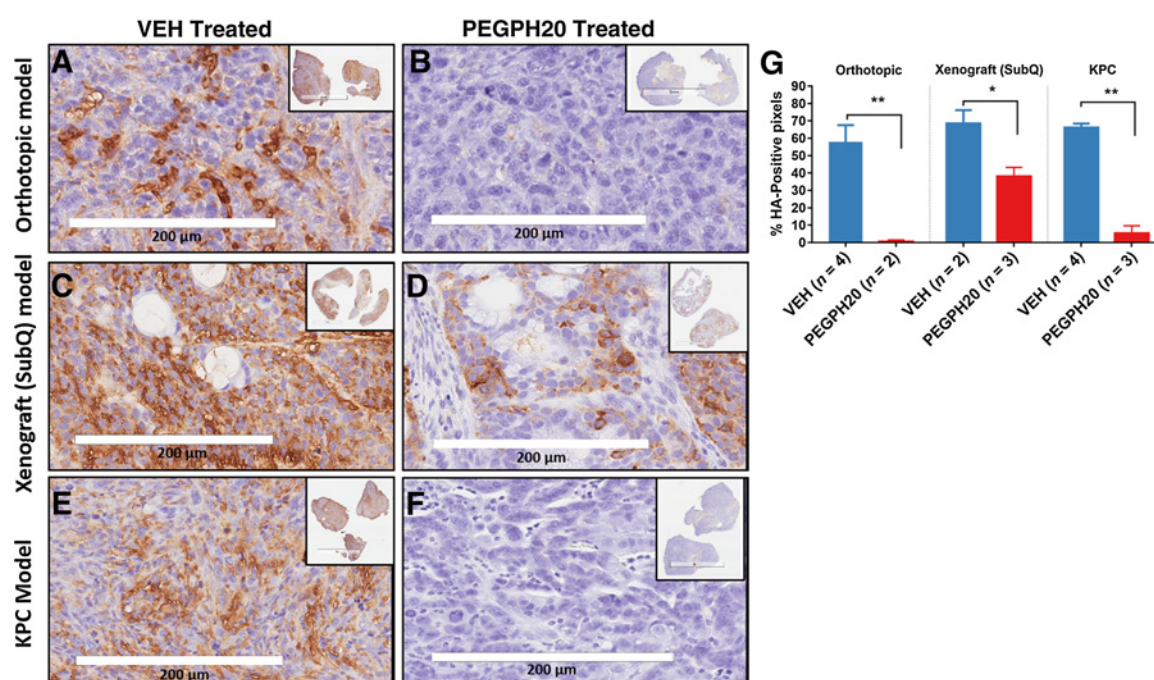 VEH Treated
PEGPH20 Treated
Orthotopic model
A
200 µm
B
200 µm
Xenograft (SubQ) model
C
200 µm
D
200 µm
KPC Model
E
200 µm
F
200 µm
G
Orthotopic
Xenograft (SubQ)
KPC
% HA-Positive pixels
90
80
70
60
50
40
30
20
10
0
**
*
**
VEH (n = 4)
PEGPH20 (n = 2)
VEH (n = 2)
PEGPH20 (n = 3)
VEH (n = 4)
PEGPH20 (n = 3)